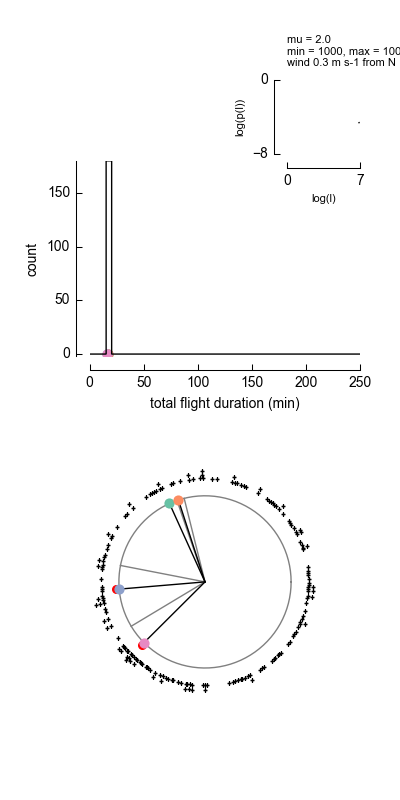 mu = 2.0
min = 1000, max = 100
wind 0.3 m s-1 from N
0
log(p(l))
−8
0
7
log(l)
150
100
50
0
count
0
50
100
150
200
250
total flight duration (min)